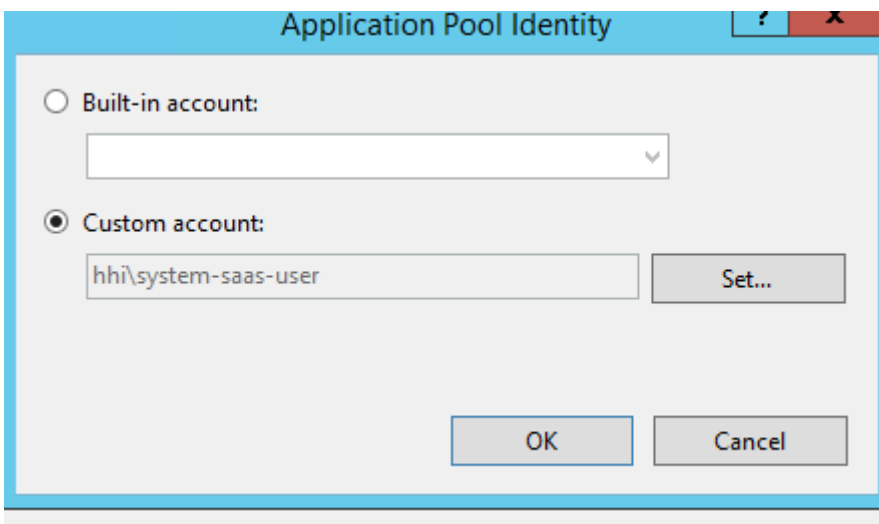 Application Pool Identity ? x
Built-in account:
Custom account:
hhi\system-saas-user Set...
OK Cancel